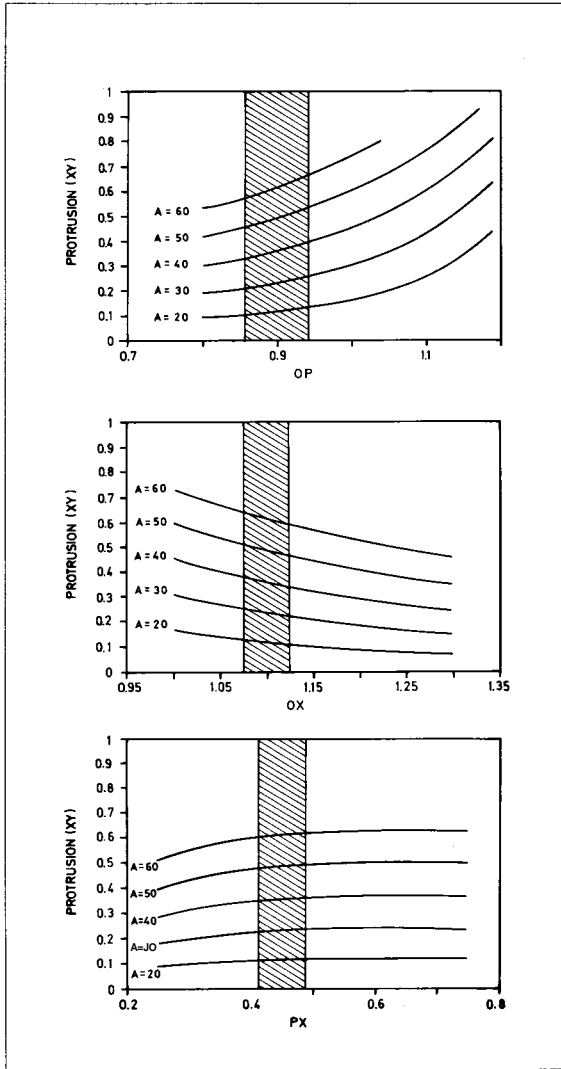 1
0.9
0.8
0.7
0.6
0.5
0.4
0.3
0.2
0.1
0
PROTRUSION (XY)
A = 60
A = 50
A = 40
A = 30
A = 20
0.7 0.9 1.1
OP
1
0.9
0.8
0.7
0.6
0.5
0.4
0.3
0.2
0.1
0
PROTRUSION (XY)
A=60
A=50
A=40
A=30
A=20
0.95 1.05 1.15 1.25 1.35
OX
1
0.9
0.8
0.7
0.6
0.5
0.4
0.3
0.2
0.1
0
PROTRUSION (XY)
A=60
A=50
A=40
A=JO
A=20
0.2 0.4 0.6 0.8
PX